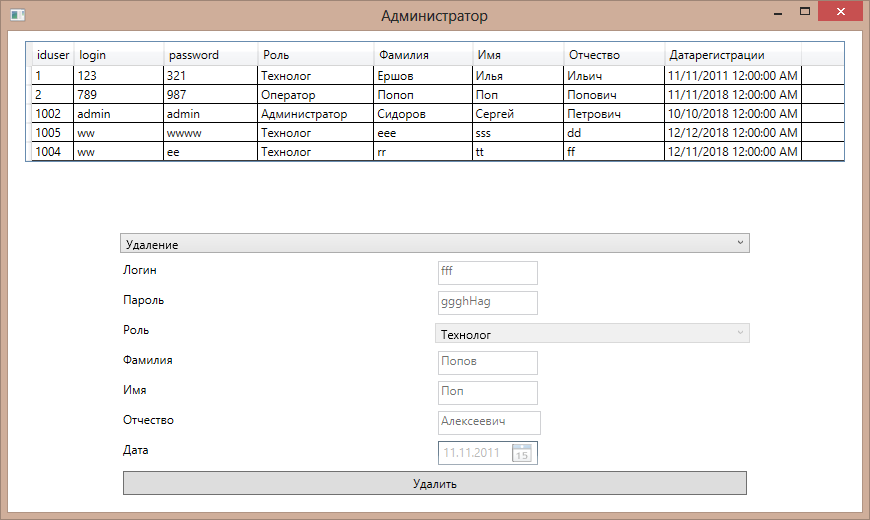 Администратор
iduser login password Роль Фамилия Имя Отчество Датарегистрации
1 123 321 Технолог Ершов Илья Ильич 11/11/2011 12:00:00 AM
2 789 987 Оператор Попоп Поп Попович 11/11/2018 12:00:00 AM
1002 admin admin Администратор Сидоров Сергей Петрович 10/10/2018 12:00:00 AM
1005 ww wwww Технолог eee sss dd 12/12/2018 12:00:00 AM
1004 ww ee Технолог rr tt ff 12/11/2018 12:00:00 AM
Удаление
Логин fff
Пароль ggghHag
Роль Технолог
Фамилия Попов
Имя Поп
Отчество Алексеевич
Дата 11.11.2011 15
Удалить